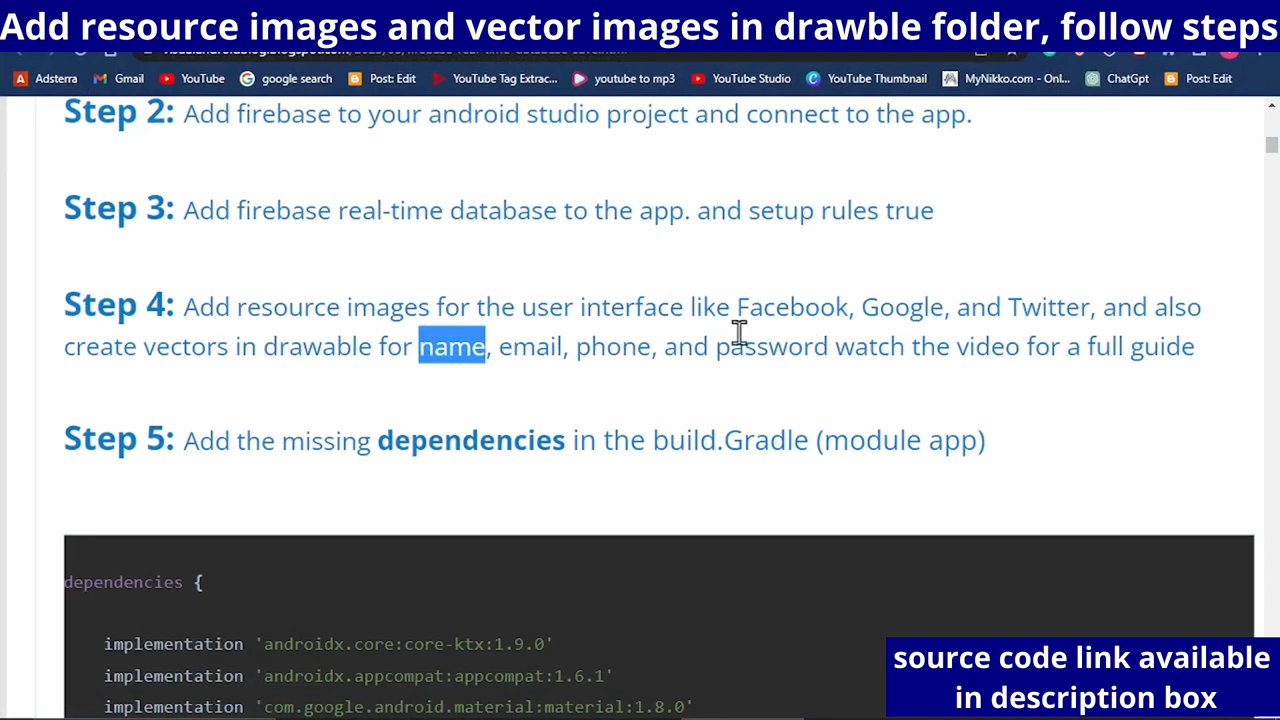 Add resource images and vector images in drawble folder, follow steps
Adsterra Gmail YouTube google search Post: Edit YouTube Tag Extrac... youtube to mp3 YouTube Studio YouTube Thumbnail MyNikko.com - Onl... ChatGpt Post: Edit
Step 2: Add firebase to your android studio project and connect to the app.
Step 3: Add firebase real-time database to the app. and setup rules true
Step 4: Add resource images for the user interface like Facebook, Google, and Twitter, and also
create vectors in drawable for name, email, phone, and password watch the video for a full guide
Step 5: Add the missing dependencies in the build.Gradle (module app)
dependencies {
implementation 'androidx.core:core-ktx:1.9.0'
implementation 'androidx.appcompat:appcompat:1.6.1'
implementation 'com.google.android.material:material:1.8.0'
source code link available
in description box